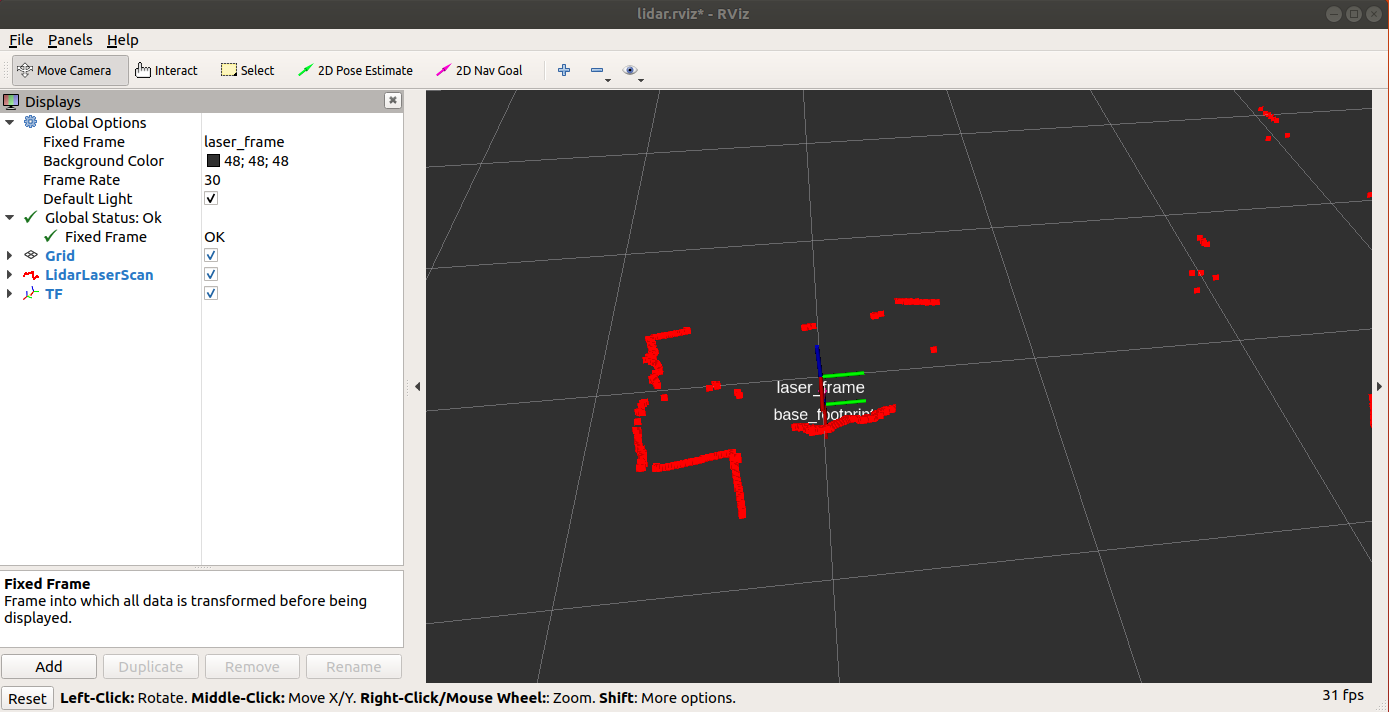 lidar.rviz* - RViz
File Panels Help
Move Camera Interact Select 2D Pose Estimate 2D Nav Goal
Displays
Global Options
Fixed Frame laser_frame
Background Color 48; 48; 48
Frame Rate 30
Default Light
Global Status: Ok
Fixed Frame OK
Grid
LidarLaserScan
TF
laser_frame
base_footprint
Fixed Frame
Frame into which all data is transformed before being
displayed.
Add Duplicate Remove Rename
Reset Left-Click: Rotate. Middle-Click: Move X/Y. Right-Click/Mouse Wheel:: Zoom. Shift: More options. 31 fps